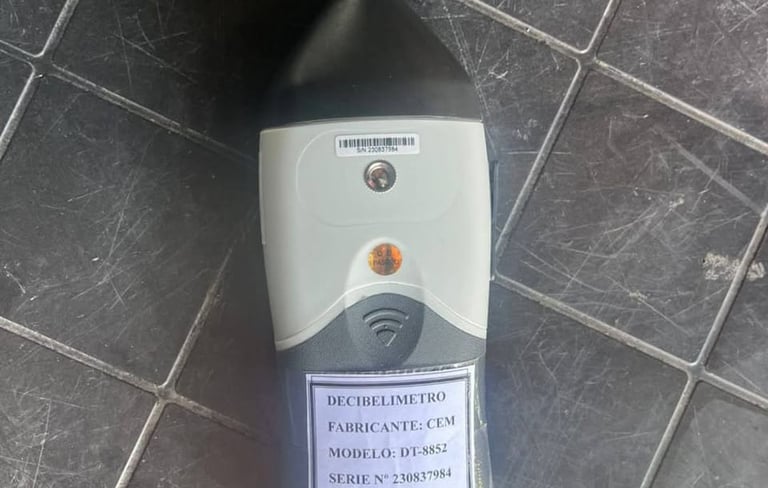 S/N 230837984
DECIBELIMETRO
FABRICANTE: CEM
MODELO: DT-8852
SERIE Nº 230837984